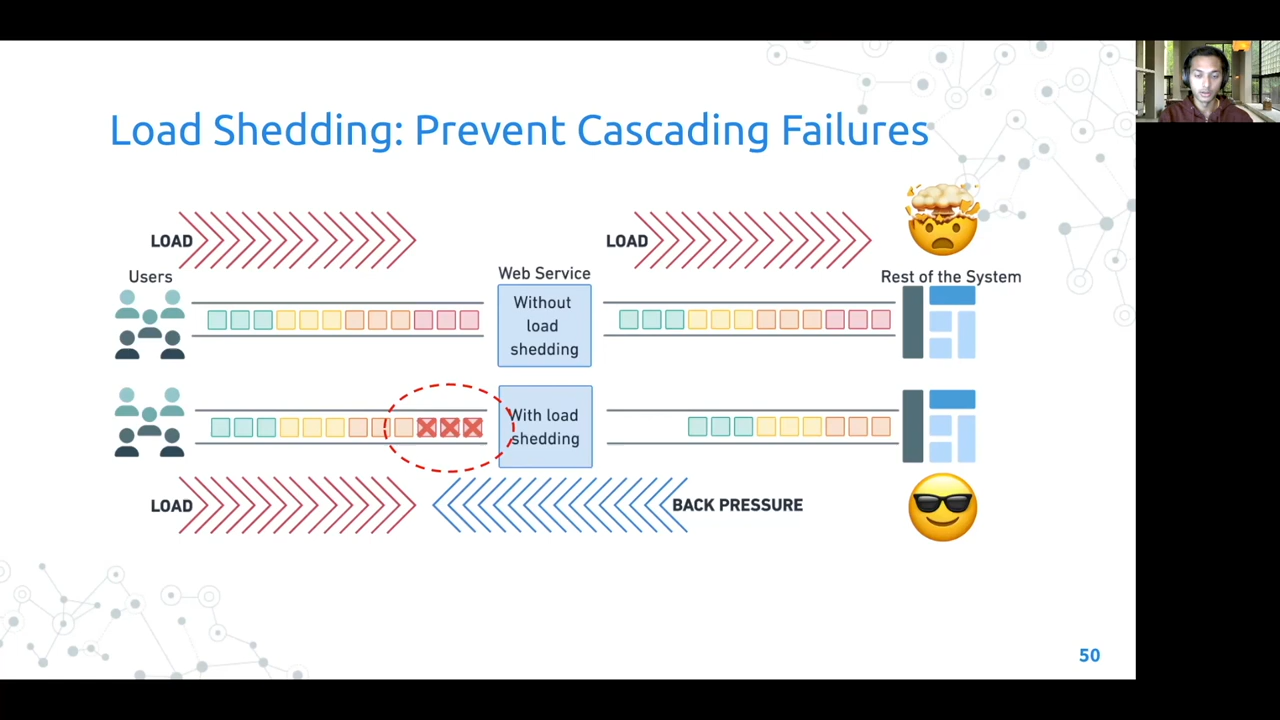 Load Shedding: Prevent Cascading Failures
LOAD
LOAD
Users
Web Service
Rest of the System
Without
load
shedding
With load
shedding
LOAD
BACK PRESSURE
50